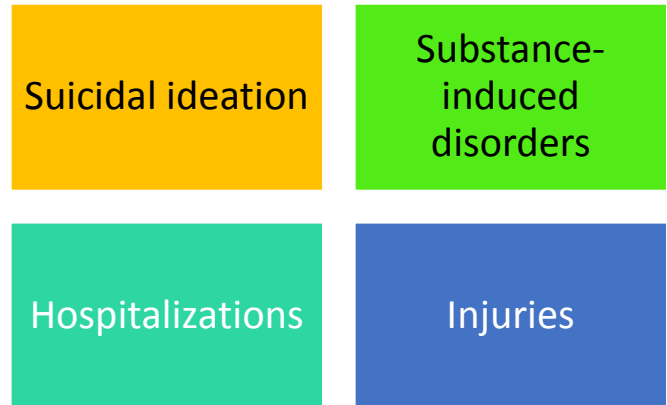 Suicidal ideation
Substance-
induced
disorders
Hospitalizations
Injuries